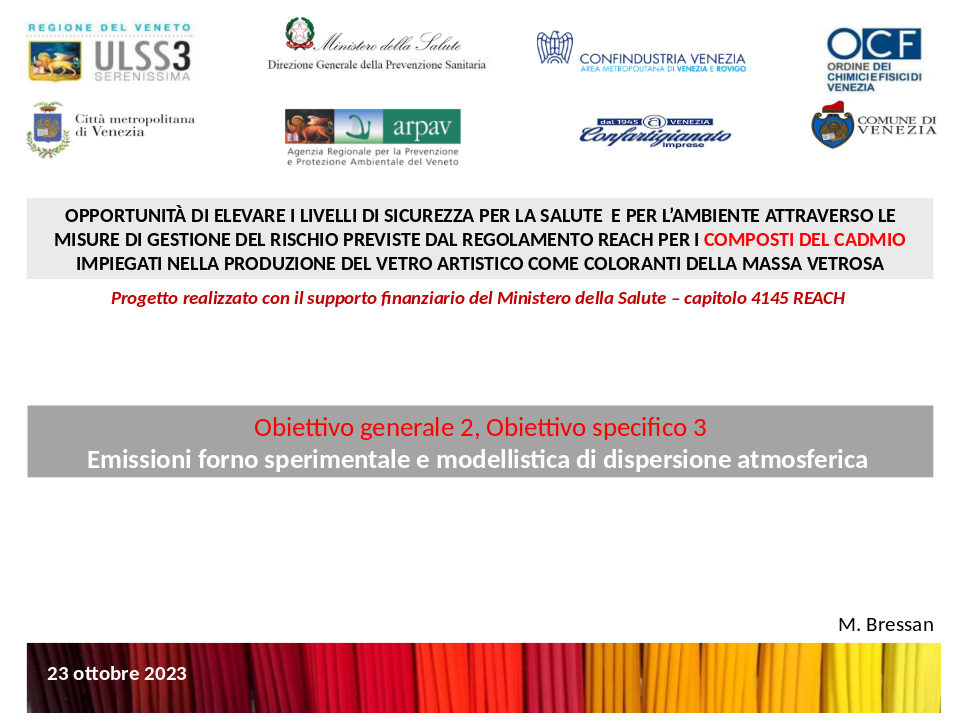 REGIONE DEL VENETO
ULSS3
SERENISSIMA
Ministero della Salute
Direzione Generale della Prevenzione Sanitaria
CONFINDUSTRIA VENEZIA
AREA METROPOLITANA DI VENEZIA E ROVIGO
OCF
ORDINE DEI
CHIMICI E FISICI DI
VENEZIA
Città metropolitana
di Venezia
arpav
Agenzia Regionale per la Prevenzione
e Protezione Ambientale del Veneto
dal 1945 VENEZIA
Confartigianato
Imprese
COMUNE DI
VENEZIA
OPPORTUNITÀ DI ELEVARE I LIVELLI DI SICUREZZA PER LA SALUTE E PER L’AMBIENTE ATTRAVERSO LE
MISURE DI GESTIONE DEL RISCHIO PREVISTE DAL REGOLAMENTO REACH PER I COMPOSTI DEL CADMIO
IMPIEGATI NELLA PRODUZIONE DEL VETRO ARTISTICO COME COLORANTI DELLA MASSA VETROSA
Progetto realizzato con il supporto finanziario del Ministero della Salute – capitolo 4145 REACH
Obiettivo generale 2, Obiettivo specifico 3
Emissioni forno sperimentale e modellistica di dispersione atmosferica
M. Bressan
23 ottobre 2023